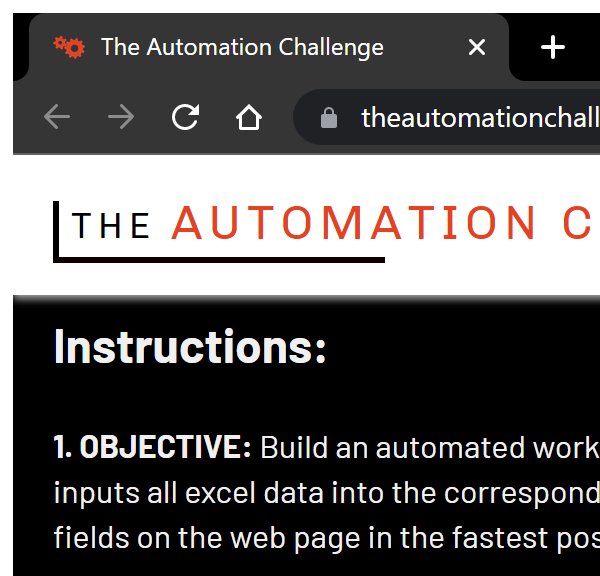 The Automation Challenge
theautomationchall
THE AUTOMATION C
Instructions:
1. OBJECTIVE: Build an automated work
inputs all excel data into the correspond
fields on the web page in the fastest pos